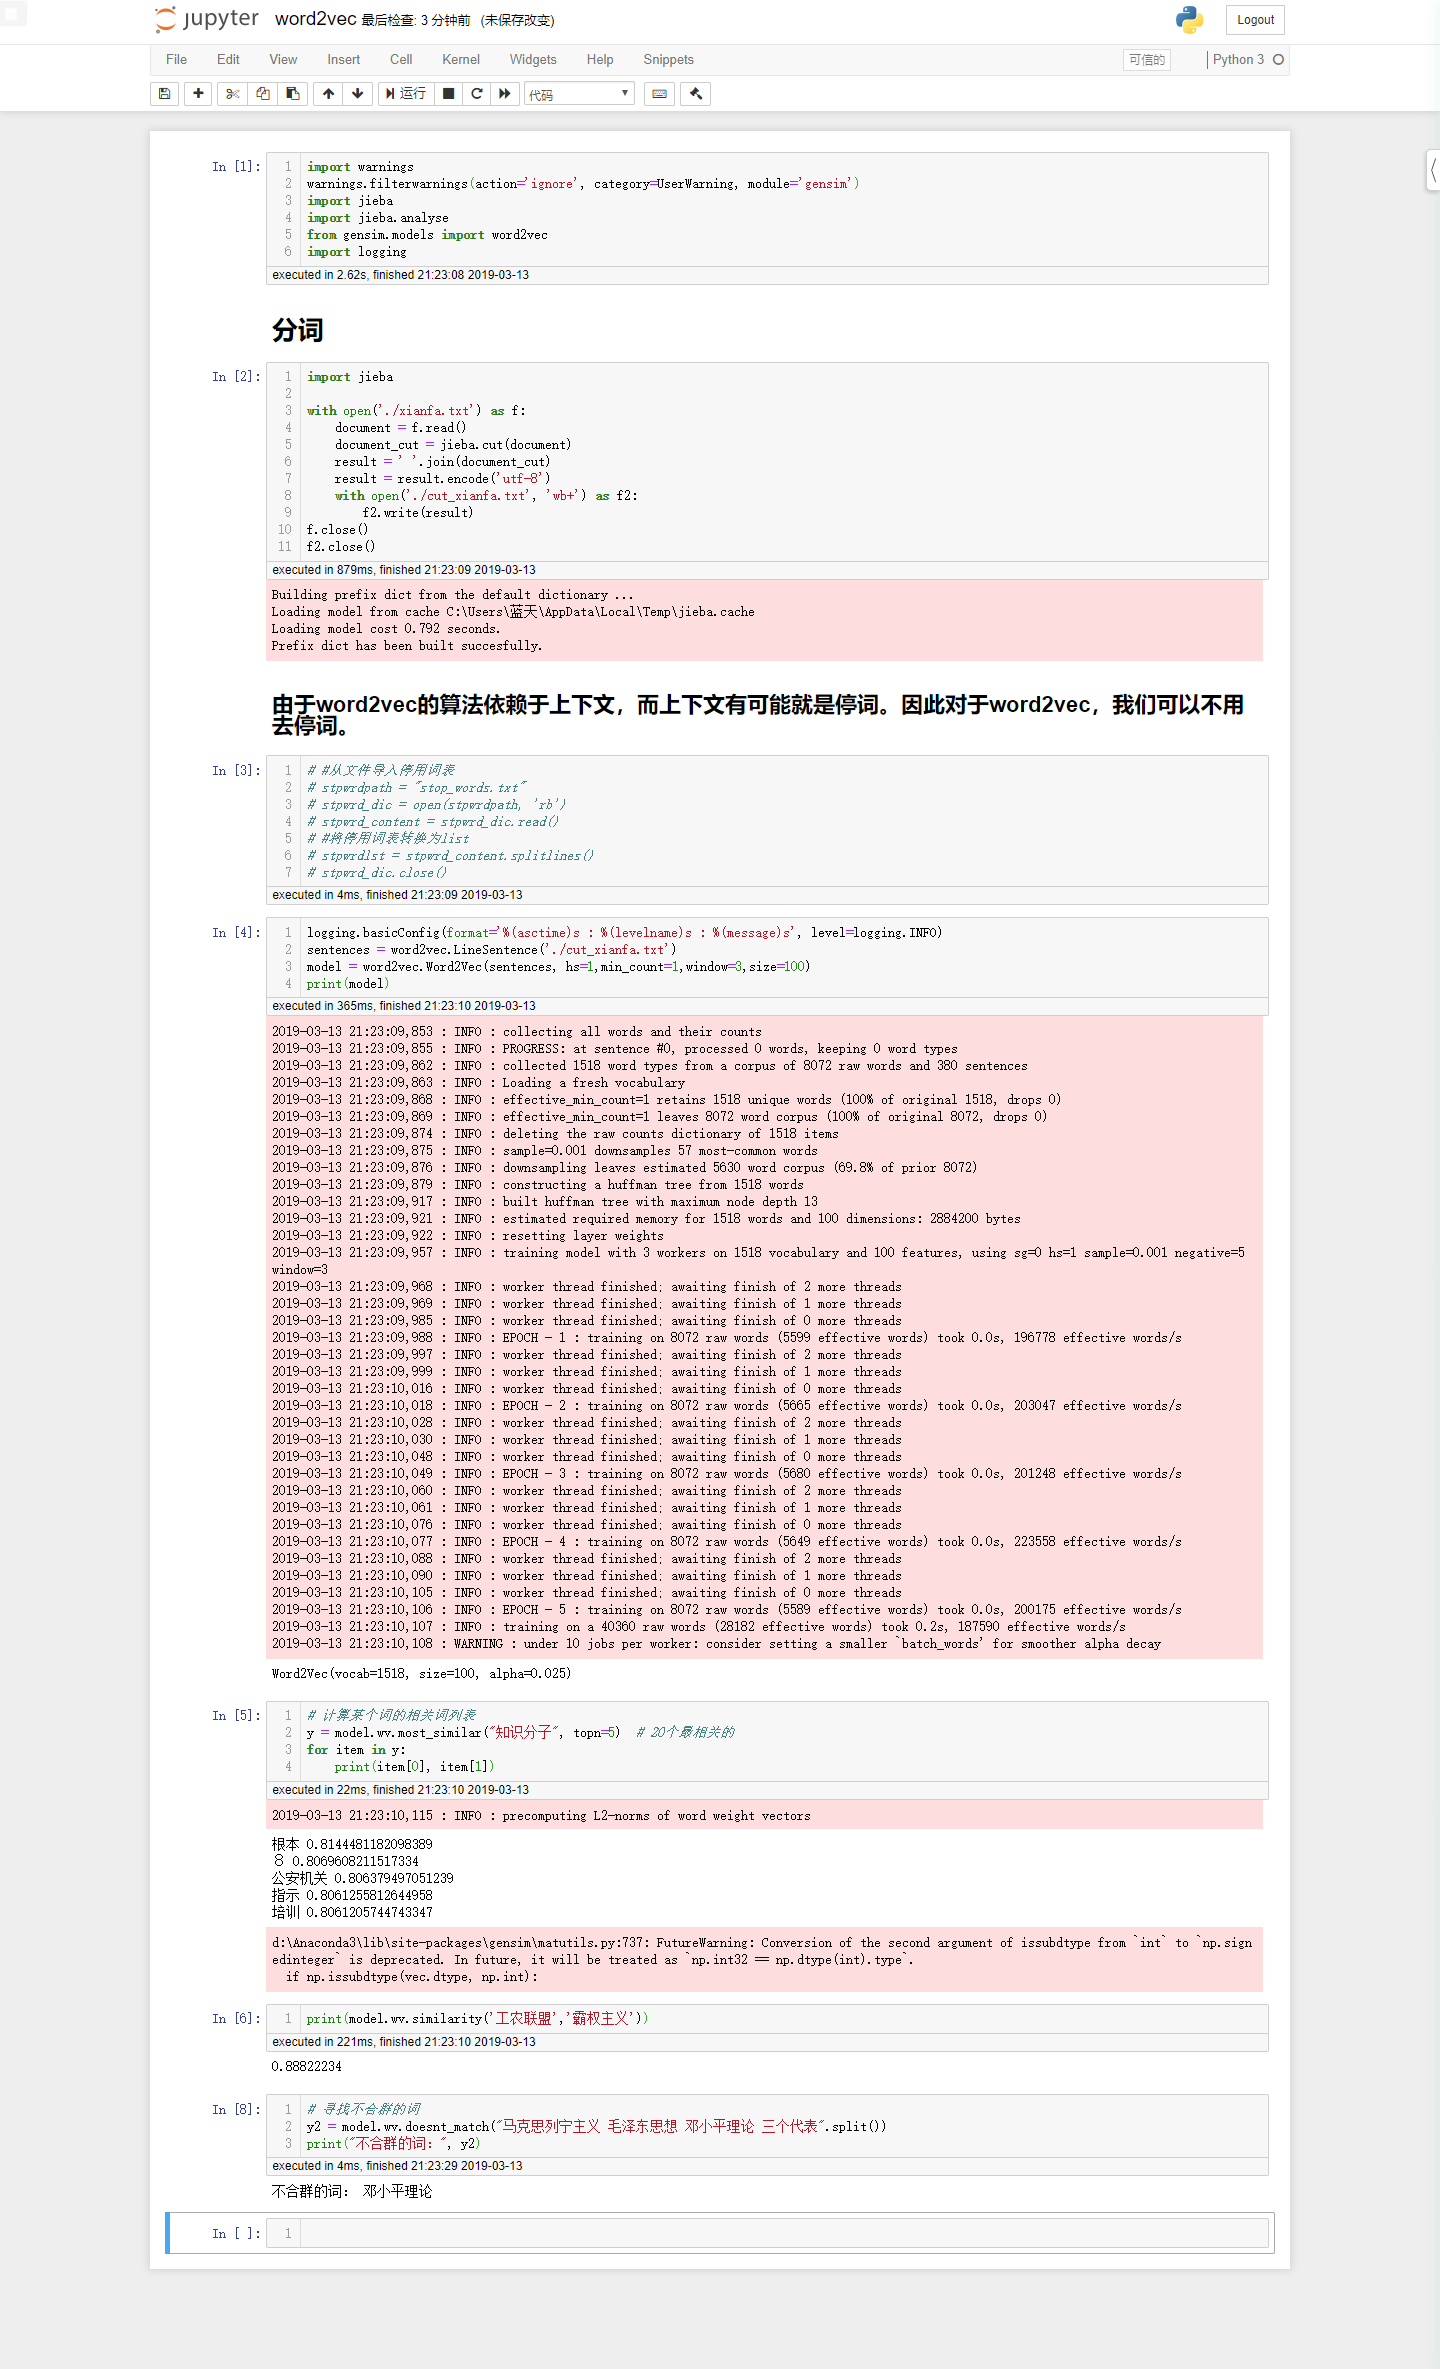 jupyter word2vec 最后检查: 3 分钟前 (未保存改变) Logout
File Edit View Insert Cell Kernel Widgets Help Snippets 可信的 Python 3
运行 代码
In [1]:
1 import warnings
2 warnings.filterwarnings(action='ignore', category=UserWarning, module='gensim')
3 import jieba
4 import jieba.analyse
5 from gensim.models import word2vec
6 import logging
executed in 2.62s, finished 21:23:08 2019-03-13
分词
In [2]:
1 import jieba
2
3 with open('./xianfa.txt') as f:
4     document = f.read()
5     document_cut = jieba.cut(document)
6     result = ' '.join(document_cut)
7     result = result.encode('utf-8')
8     with open('./cut_xianfa.txt', 'wb+') as f2:
9         f2.write(result)
10 f.close()
11 f2.close()
executed in 879ms, finished 21:23:09 2019-03-13
Building prefix dict from the default dictionary ...
Loading model from cache C:\Users\蓝天\AppData\Local\Temp\jieba.cache
Loading model cost 0.792 seconds.
Prefix dict has been built succesfully.
由于word2vec的算法依赖于上下文，而上下文有可能就是停词。因此对于word2vec，我们可以不用
去停词。
In [3]:
1 # #从文件导入停用词表
2 # stpwrdpath = "stop_words.txt"
3 # stpwrd_dic = open(stpwrdpath, 'rb')
4 # stpwrd_content = stpwrd_dic.read()
5 # #将停用词表转换为list
6 # stpwrdlst = stpwrd_content.splitlines()
7 # stpwrd_dic.close()
executed in 4ms, finished 21:23:09 2019-03-13
In [4]:
1 logging.basicConfig(format='%(asctime)s : %(levelname)s : %(message)s', level=logging.INFO)
2 sentences = word2vec.LineSentence('./cut_xianfa.txt')
3 model = word2vec.Word2Vec(sentences, hs=1,min_count=1,window=3,size=100)
4 print(model)
executed in 365ms, finished 21:23:10 2019-03-13
2019-03-13 21:23:09,853 : INFO : collecting all words and their counts
2019-03-13 21:23:09,855 : INFO : PROGRESS: at sentence #0, processed 0 words, keeping 0 word types
2019-03-13 21:23:09,862 : INFO : collected 1518 word types from a corpus of 8072 raw words and 380 sentences
2019-03-13 21:23:09,863 : INFO : Loading a fresh vocabulary
2019-03-13 21:23:09,868 : INFO : effective_min_count=1 retains 1518 unique words (100% of original 1518, drops 0)
2019-03-13 21:23:09,869 : INFO : effective_min_count=1 leaves 8072 word corpus (100% of original 8072, drops 0)
2019-03-13 21:23:09,874 : INFO : deleting the raw counts dictionary of 1518 items
2019-03-13 21:23:09,875 : INFO : sample=0.001 downsamples 57 most-common words
2019-03-13 21:23:09,876 : INFO : downsampling leaves estimated 5630 word corpus (69.8% of prior 8072)
2019-03-13 21:23:09,879 : INFO : constructing a huffman tree from 1518 words
2019-03-13 21:23:09,917 : INFO : built huffman tree with maximum node depth 13
2019-03-13 21:23:09,921 : INFO : estimated required memory for 1518 words and 100 dimensions: 2884200 bytes
2019-03-13 21:23:09,922 : INFO : resetting layer weights
2019-03-13 21:23:09,957 : INFO : training model with 3 workers on 1518 vocabulary and 100 features, using sg=0 hs=1 sample=0.001 negative=5
window=3
2019-03-13 21:23:09,968 : INFO : worker thread finished; awaiting finish of 2 more threads
2019-03-13 21:23:09,969 : INFO : worker thread finished; awaiting finish of 1 more threads
2019-03-13 21:23:09,985 : INFO : worker thread finished; awaiting finish of 0 more threads
2019-03-13 21:23:09,988 : INFO : EPOCH - 1 : training on 8072 raw words (5599 effective words) took 0.0s, 196778 effective words/s
2019-03-13 21:23:09,997 : INFO : worker thread finished; awaiting finish of 2 more threads
2019-03-13 21:23:09,999 : INFO : worker thread finished; awaiting finish of 1 more threads
2019-03-13 21:23:10,016 : INFO : worker thread finished; awaiting finish of 0 more threads
2019-03-13 21:23:10,018 : INFO : EPOCH - 2 : training on 8072 raw words (5665 effective words) took 0.0s, 203047 effective words/s
2019-03-13 21:23:10,028 : INFO : worker thread finished; awaiting finish of 2 more threads
2019-03-13 21:23:10,030 : INFO : worker thread finished; awaiting finish of 1 more threads
2019-03-13 21:23:10,048 : INFO : worker thread finished; awaiting finish of 0 more threads
2019-03-13 21:23:10,049 : INFO : EPOCH - 3 : training on 8072 raw words (5680 effective words) took 0.0s, 201248 effective words/s
2019-03-13 21:23:10,060 : INFO : worker thread finished; awaiting finish of 2 more threads
2019-03-13 21:23:10,061 : INFO : worker thread finished; awaiting finish of 1 more threads
2019-03-13 21:23:10,076 : INFO : worker thread finished; awaiting finish of 0 more threads
2019-03-13 21:23:10,077 : INFO : EPOCH - 4 : training on 8072 raw words (5649 effective words) took 0.0s, 223558 effective words/s
2019-03-13 21:23:10,088 : INFO : worker thread finished; awaiting finish of 2 more threads
2019-03-13 21:23:10,090 : INFO : worker thread finished; awaiting finish of 1 more threads
2019-03-13 21:23:10,105 : INFO : worker thread finished; awaiting finish of 0 more threads
2019-03-13 21:23:10,106 : INFO : EPOCH - 5 : training on 8072 raw words (5589 effective words) took 0.0s, 200175 effective words/s
2019-03-13 21:23:10,107 : INFO : training on a 40360 raw words (28182 effective words) took 0.2s, 187590 effective words/s
2019-03-13 21:23:10,108 : WARNING : under 10 jobs per worker: consider setting a smaller `batch_words' for smoother alpha decay
Word2Vec(vocab=1518, size=100, alpha=0.025)
In [5]:
1 # 计算某个词的相关词列表
2 y = model.wv.most_similar("知识分子", topn=5)  # 20个最相关的
3 for item in y:
4     print(item[0], item[1])
executed in 22ms, finished 21:23:10 2019-03-13
2019-03-13 21:23:10,115 : INFO : precomputing L2-norms of word weight vectors
根本 0.8144481182098389
８ 0.8069608211517334
公安机关 0.806379497051239
指示 0.8061255812644958
培训 0.8061205744743347
d:\Anaconda3\lib\site-packages\gensim\matutils.py:737: FutureWarning: Conversion of the second argument of issubdtype from `int` to `np.sign
edinteger` is deprecated. In future, it will be treated as `np.int32 == np.dtype(int).type`.
  if np.issubdtype(vec.dtype, np.int):
In [6]:
1 print(model.wv.similarity('工农联盟','霸权主义'))
executed in 221ms, finished 21:23:10 2019-03-13
0.88822234
In [8]:
1 # 寻找不合群的词
2 y2 = model.wv.doesnt_match("马克思列宁主义 毛泽东思想 邓小平理论 三个代表".split())
3 print("不合群的词：", y2)
executed in 4ms, finished 21:23:29 2019-03-13
不合群的词： 邓小平理论
In [ ]:
1